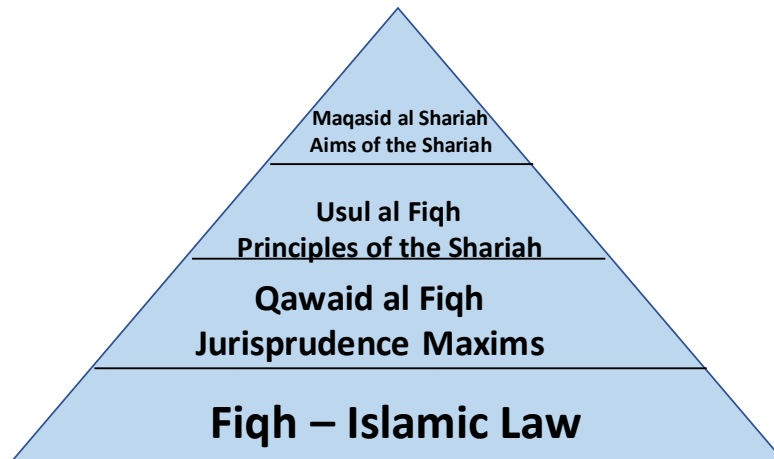 Maqasid al Shariah
Aims of the Shariah
Usul al Fiqh
Principles of the Shariah
Qawaid al Fiqh
Jurisprudence Maxims
Fiqh – Islamic Law